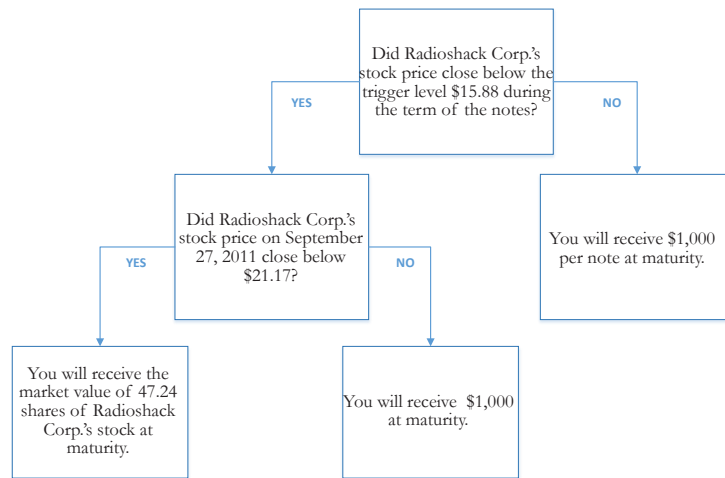 Did Radioshack Corp.'s
stock price close below the
trigger level $15.88 during
the term of the notes?
YES
NO
Did Radioshack Corp.'s
stock price on September
27, 2011 close below
$21.17?
You will receive $1,000
per note at maturity.
YES
NO
You will receive the
market value of 47.24
shares of Radioshack
Corp.'s stock at
maturity.
You will receive $1,000
at maturity.